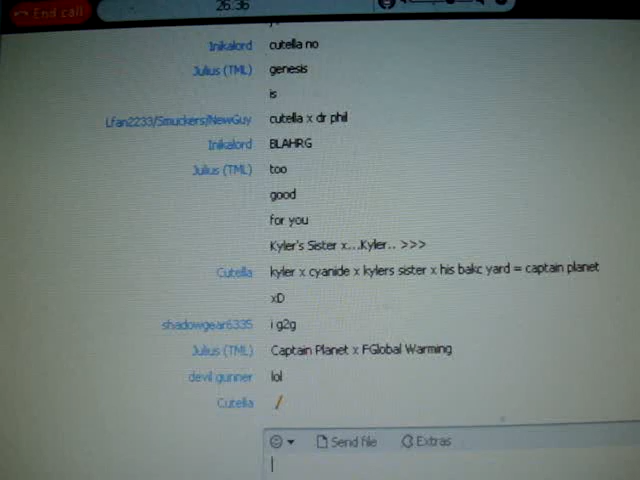 End call 26:36
Inikalord cutella no
Julius (TML) genesis
is
Lfan2233/Smuckers/NewGuy cutella x dr phil
Inikalord BLAHRG
Julius (TML) too
good
for you
Kyler's Sister x...Kyler.. >>>
Cutella kyler x cyanide x kylers sister x his bakc yard = captain planet
xD
shadowgear6335 i g2g
Julius (TML) Captain Planet x FGlobal Warming
devil gunner lol
Cutella /
Send file Extras